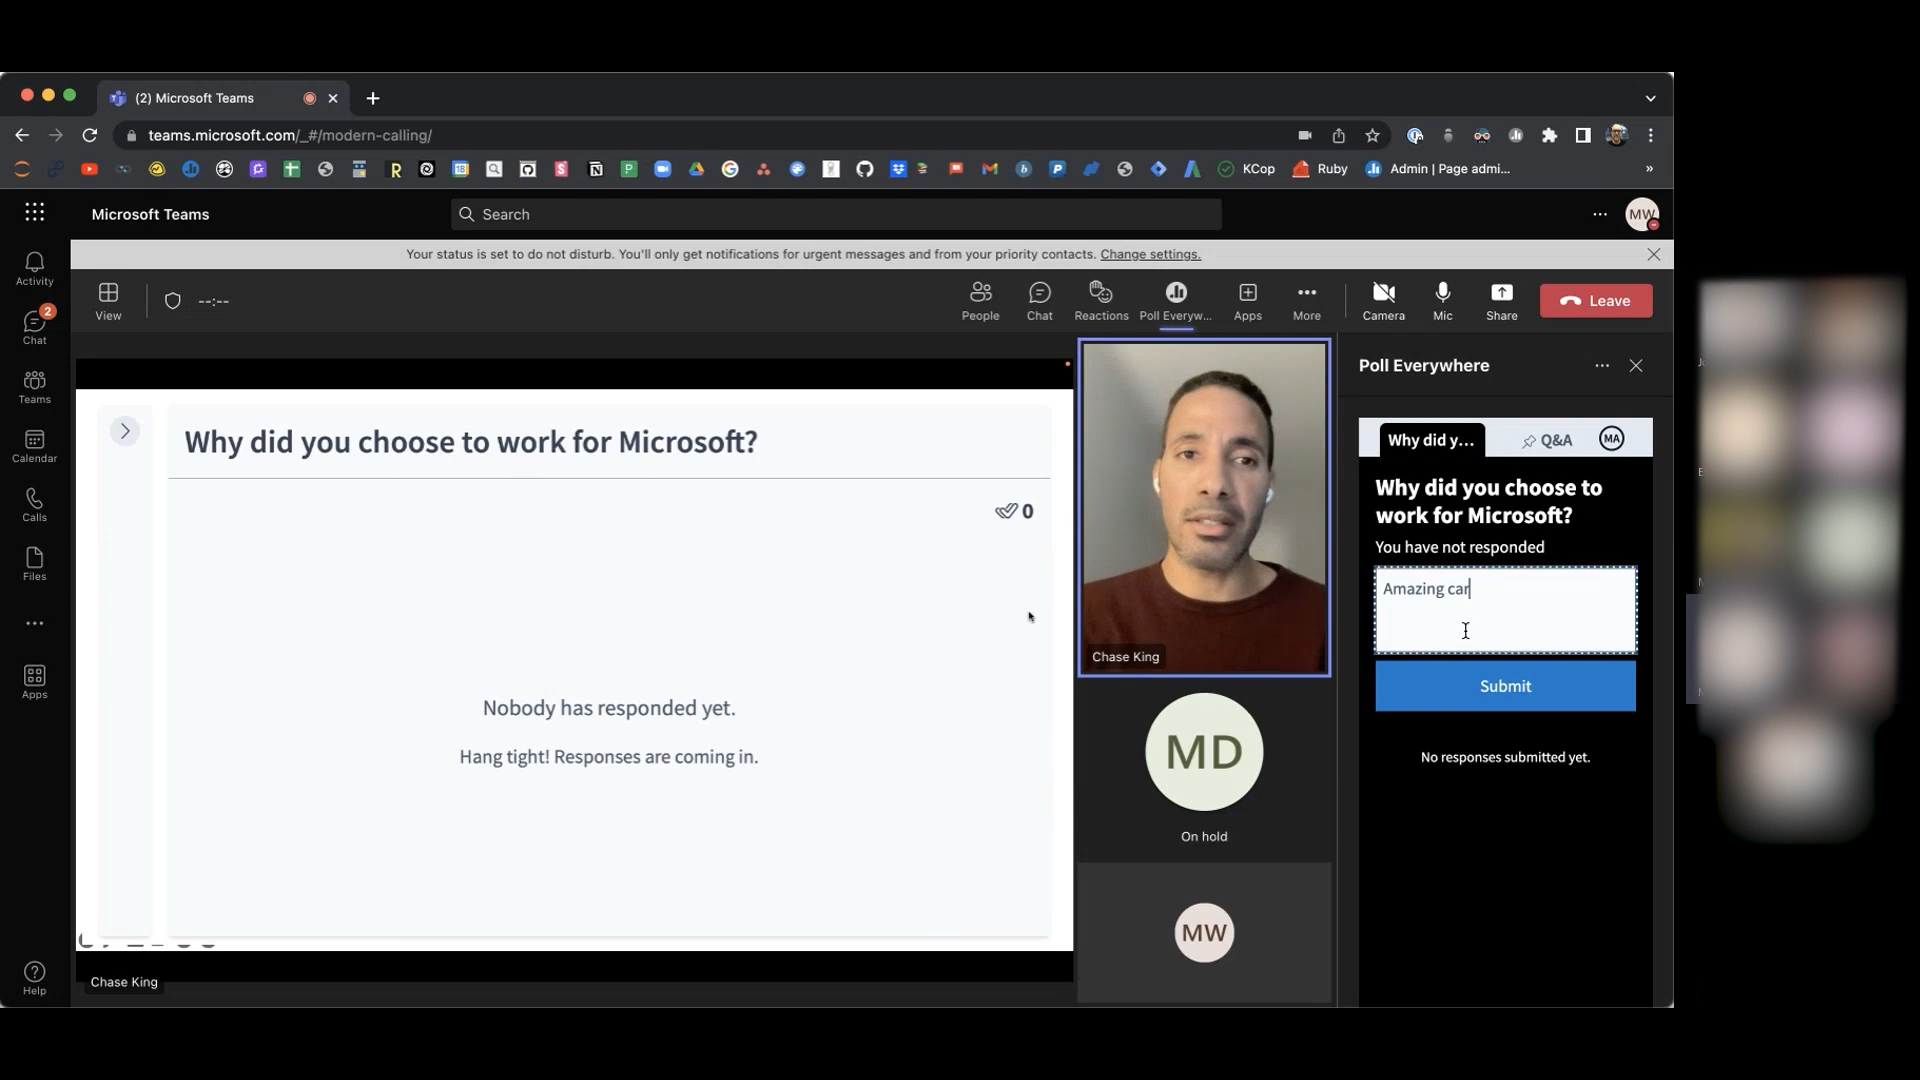 (2) Microsoft Teams
teams.microsoft.com/_#/modern-calling/
KCop
Ruby
Admin | Page admi...
»
Microsoft Teams
Search
MW
Your status is set to do not disturb. You'll only get notifications for urgent messages and from your priority contacts. Change settings.
Activity
2
Chat
Teams
Calendar
Calls
Files
Apps
Help
View
--:--
People
Chat
Reactions
Poll Everyw...
Apps
More
Camera
Mic
Share
Leave
Why did you choose to work for Microsoft?
0
Nobody has responded yet.
Hang tight! Responses are coming in.
Chase King
Chase King
MD
On hold
MW
Poll Everywhere
Why did y...
Q&A
MA
Why did you choose to
work for Microsoft?
You have not responded
Amazing car
Submit
No responses submitted yet.